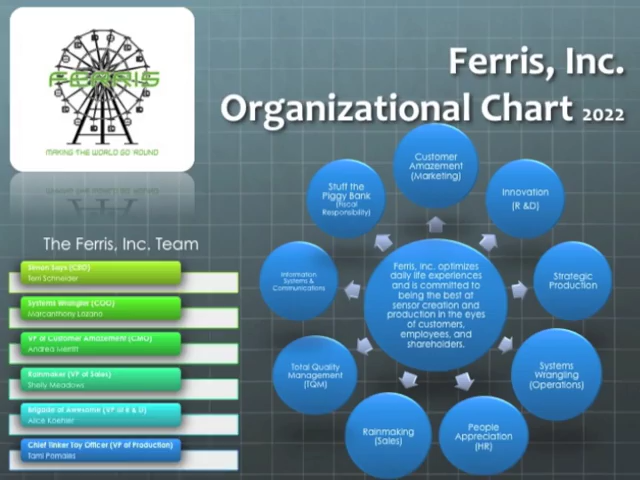 FERRIS
MAKING THE WORLD GO 'ROUND
Ferris, Inc.
Organizational Chart 2022
The Ferris, Inc. Team
Simon Says (CEO)
Terri Schneider
Systems Wrangler (COO)
Marcanthony Lozano
VP of Customer Amazement (CMO)
Andrea Merritt
Rainmaker (VP of Sales)
Shelly Meadows
Brigade of Awesome (VP of R & D)
Alice Koehler
Chief Tinker Toy Officer (VP of Production)
Tami Pomales
Customer
Amazement
(Marketing)
Innovation
(R &D)
Strategic
Production
Systems
Wrangling
(Operations)
People
Appreciation
(HR)
Rainmaking
(Sales)
Total Quality
Management
(TQM)
Information
Systems &
Communications
Stuff the
Piggy Bank
(Fiscal
Responsibility)
Ferris, Inc. optimizes
daily life experiences
and is committed to
being the best at
sensor creation and
production in the eyes
of customers,
employees, and
shareholders.